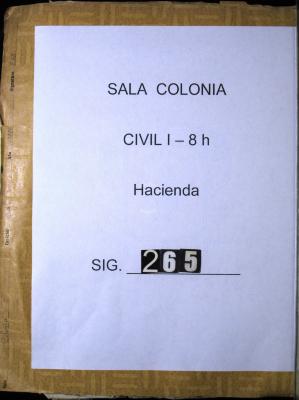 SALA COLONIA
CIVIL I – 8 h
Hacienda
SIG. 265